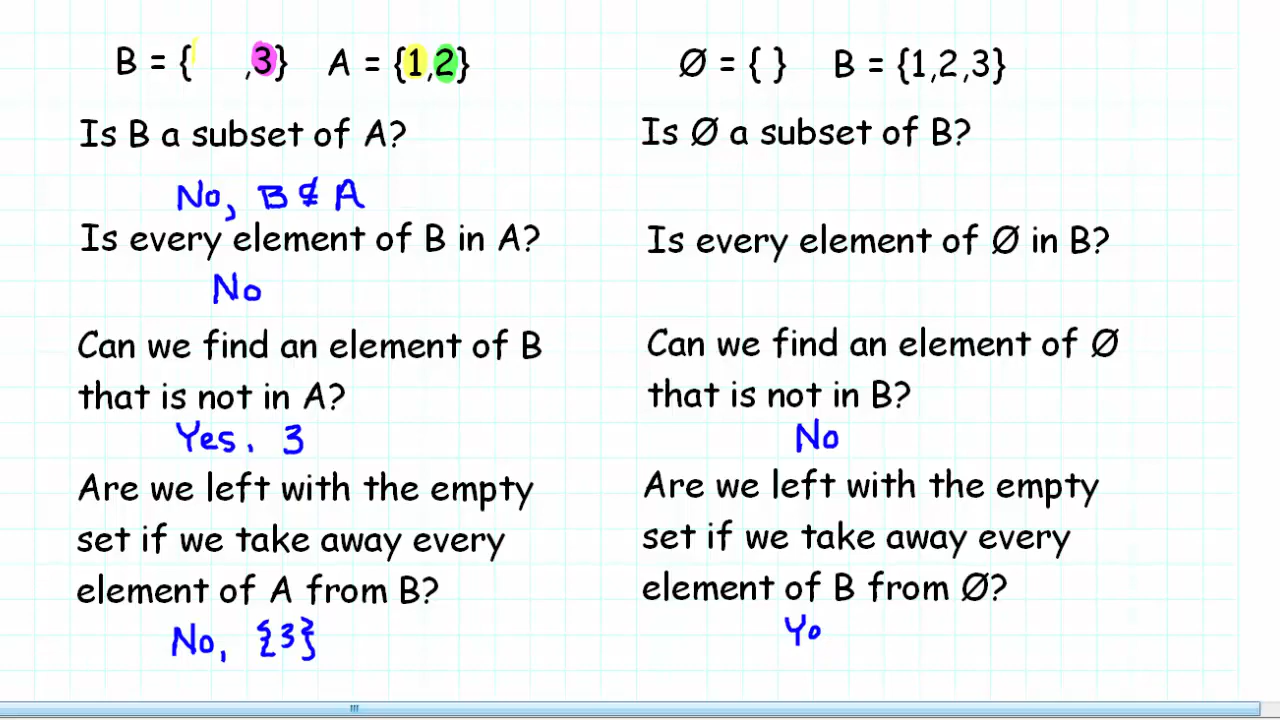 B = { ,3} A = {1,2}
Is B a subset of A?
No, B ⊄ A
Is every element of B in A?
No
Can we find an element of B
that is not in A?
Yes. 3
Are we left with the empty
set if we take away every
element of A from B?
No, {3}
Ø = { } B = {1,2,3}
Is Ø a subset of B?
Is every element of Ø in B?
Can we find an element of Ø
that is not in B?
No
Are we left with the empty
set if we take away every
element of B from Ø?
Yo